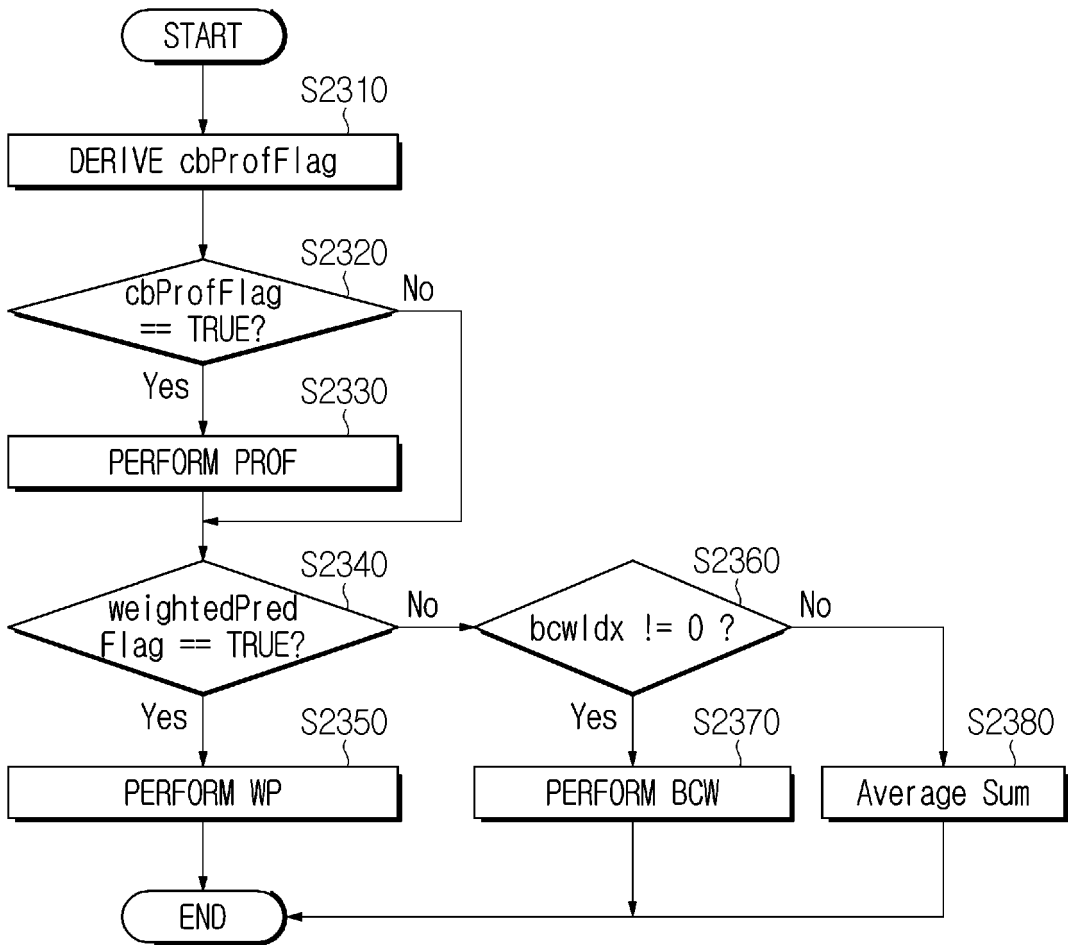 START
S2310
DERIVE cbProfFlag
S2320
cbProfFlag
== TRUE?
No
Yes
S2330
PERFORM PROF
S2340
weightedPred
Flag == TRUE?
No
S2360
bcwIdx != 0 ?
No
Yes
S2350
PERFORM WP
Yes
S2370
PERFORM BCW
S2380
Average Sum
END